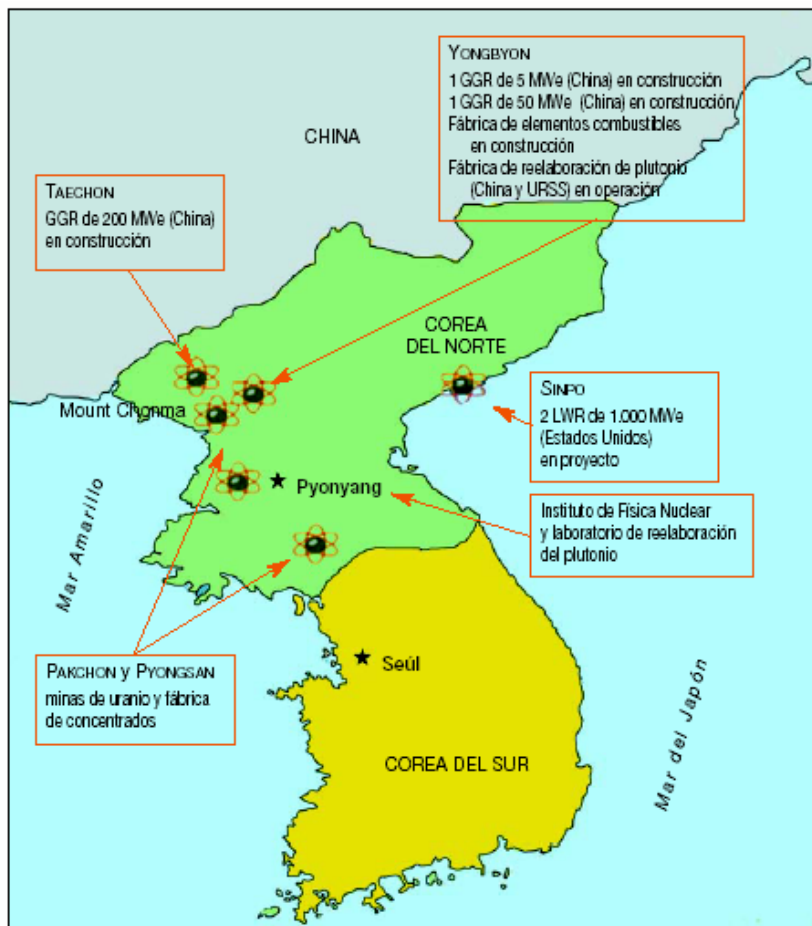 YONGBYON
1 GGR de 5 MWe (China) en construcción
1 GGR de 50 MWe (China) en construcción
Fábrica de elementos combustibles
en construcción
Fábrica de reelaboración de plutonio
(China y URSS) en operación
CHINA
TAECHON
GGR de 200 MWe (China)
en construcción
COREA
DEL NORTE
Mount Chonma
SINPO
2 LWR de 1.000 MWe
(Estados Unidos)
en proyecto
Pyonyang
Instituto de Física Nuclear
y laboratorio de reelaboración
del plutonio
Mar Amarillo
PAKCHON y PYONGSAN
minas de uranio y fábrica
de concentrados
Seúl
COREA DEL SUR
Mar del Japón